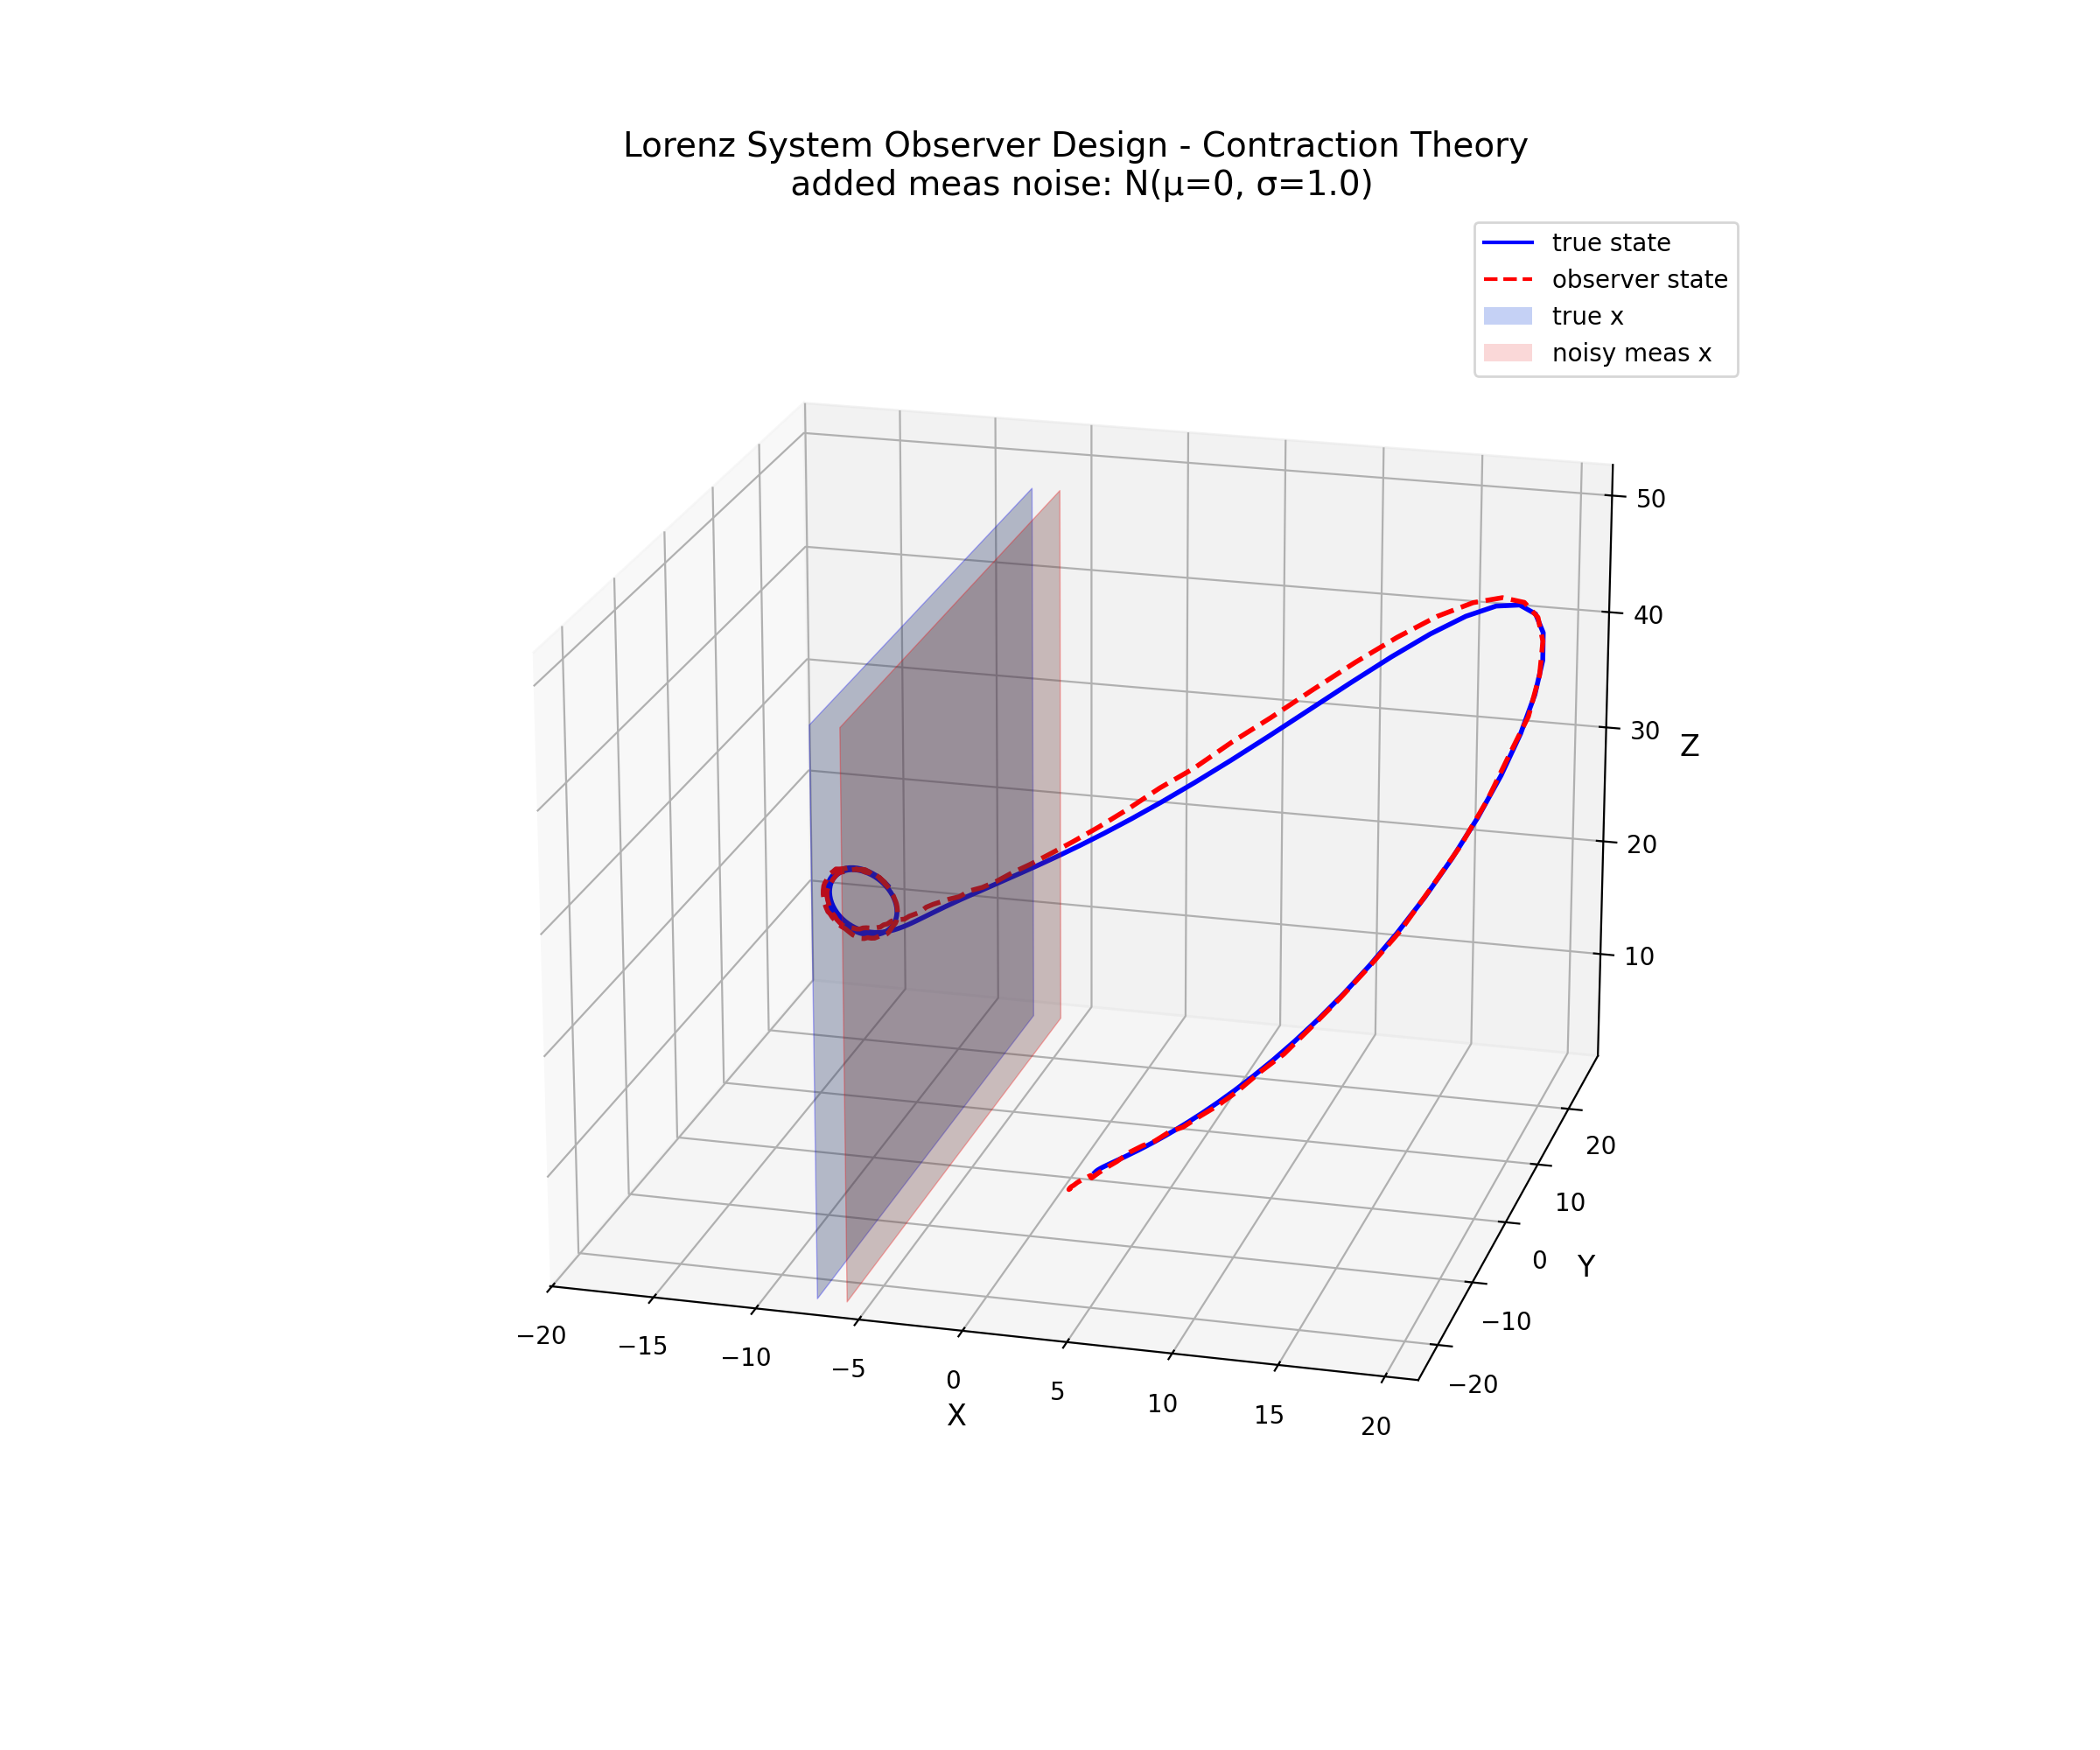 Lorenz System Observer Design - Contraction Theory
added meas noise: N(μ=0, σ=1.0)
true state
observer state
true x
noisy meas x
50
40
30
Z
20
10
20
10
0
Y
−10
−20
−20
−15
−10
−5
0
5
10
15
20
X